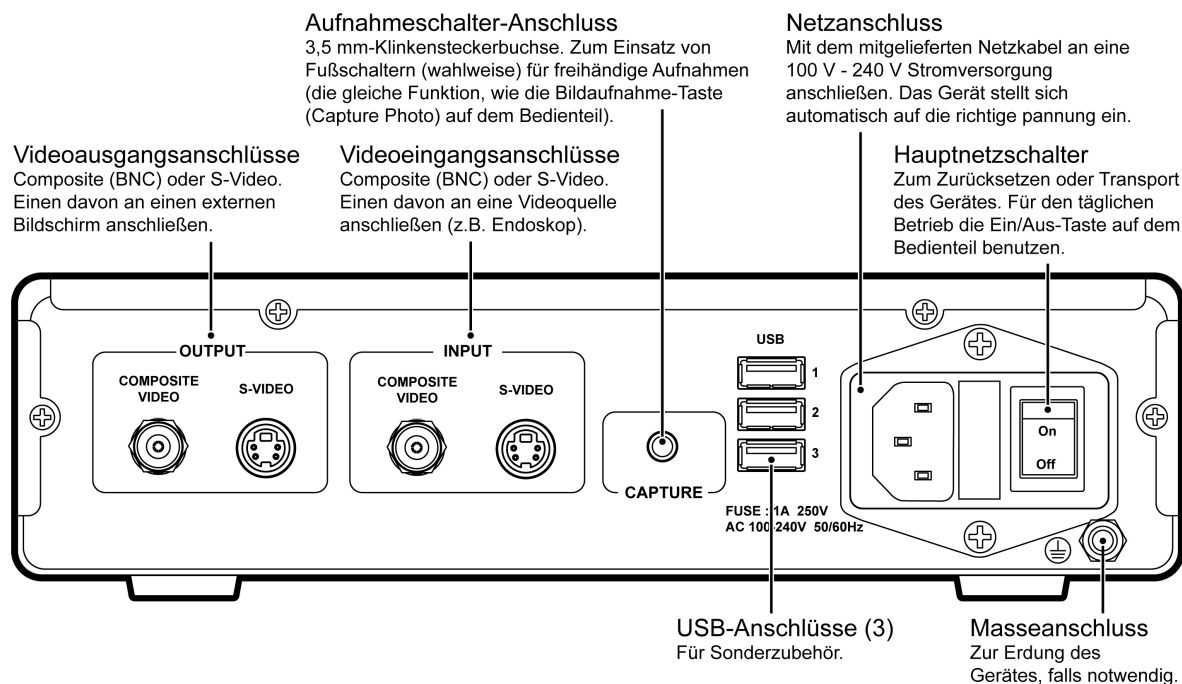 Aufnahmeschalter-Anschluss
3,5 mm-Klinkensteckerbuchse. Zum Einsatz von
Fußschaltern (wahlweise) für freihändige Aufnahmen
(die gleiche Funktion, wie die Bildaufnahme-Taste
(Capture Photo) auf dem Bedienteil).
Netzanschluss
Mit dem mitgelieferten Netzkabel an eine
100 V - 240 V Stromversorgung
anschließen. Das Gerät stellt sich
automatisch auf die richtige pannung ein.
Videoausgangsanschlüsse
Composite (BNC) oder S-Video.
Einen davon an einen externen
Bildschirm anschließen.
Videoeingangsanschlüsse
Composite (BNC) oder S-Video.
Einen davon an eine Videoquelle
anschließen (z.B. Endoskop).
Hauptnetzschalter
Zum Zurücksetzen oder Transport
des Gerätes. Für den täglichen
Betrieb die Ein/Aus-Taste auf dem
Bedienteil benutzen.
OUTPUT
COMPOSITE
VIDEO
S-VIDEO
INPUT
COMPOSITE
VIDEO
S-VIDEO
CAPTURE
USB
1
2
3
FUSE : 1A 250V
AC 100-240V 50/60Hz
On
Off
USB-Anschlüsse (3)
Für Sonderzubehör.
Masseanschluss
Zur Erdung des
Gerätes, falls notwendig.